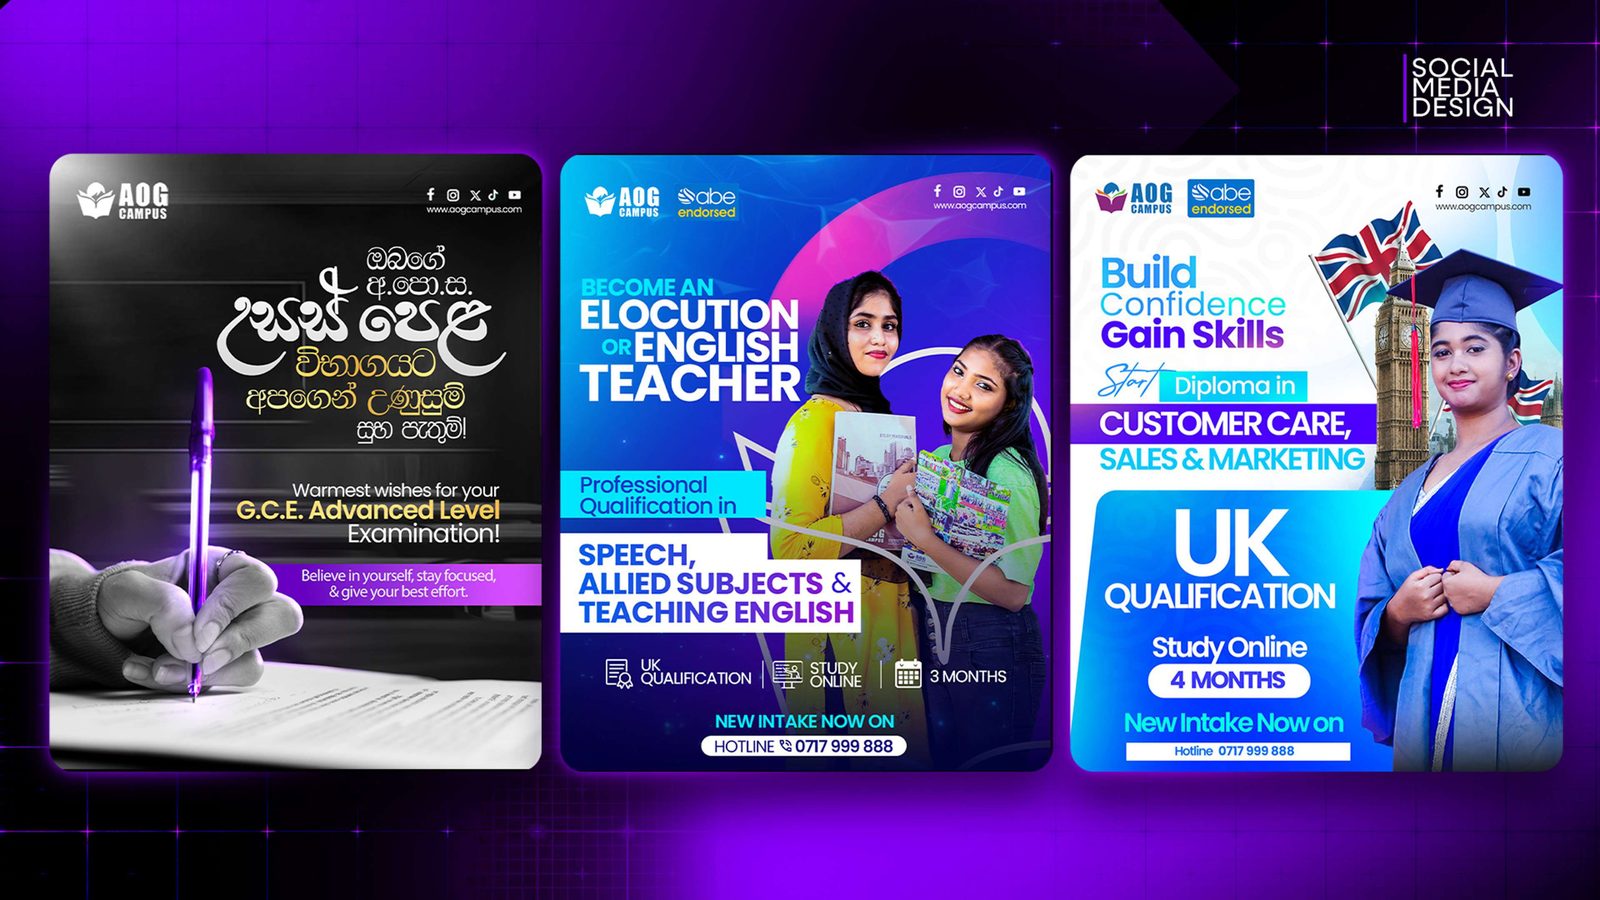 SOCIAL
MEDIA
DESIGN
AOG
CAMPUS
www.aogcampus.com
ඔබගේ
අ.පො.ස.
උසස් පෙළ
විභාගයට
අපගෙන් උණුසුම්
සුභ පැතුම්!
Warmest wishes for your
G.C.E. Advanced Level
Examination!
Believe in yourself, stay focused,
& give your best effort.
AOG
CAMPUS
abe
endorsed
www.aogcampus.com
BECOME AN
ELOCUTION
OR ENGLISH
TEACHER
STUDY MATERIALS
AOG
CAMPUS
Professional
Qualification in
SPEECH,
ALLIED SUBJECTS &
TEACHING ENGLISH
UK
QUALIFICATION
STUDY
ONLINE
3 MONTHS
NEW INTAKE NOW ON
HOTLINE 0717 999 888
AOG
CAMPUS
abe
endorsed
www.aogcampus.com
Build
Confidence
Gain Skills
Start Diploma in
CUSTOMER CARE,
SALES & MARKETING
UK
QUALIFICATION
Study Online
4 MONTHS
New Intake Now on
Hotline 0717 999 888